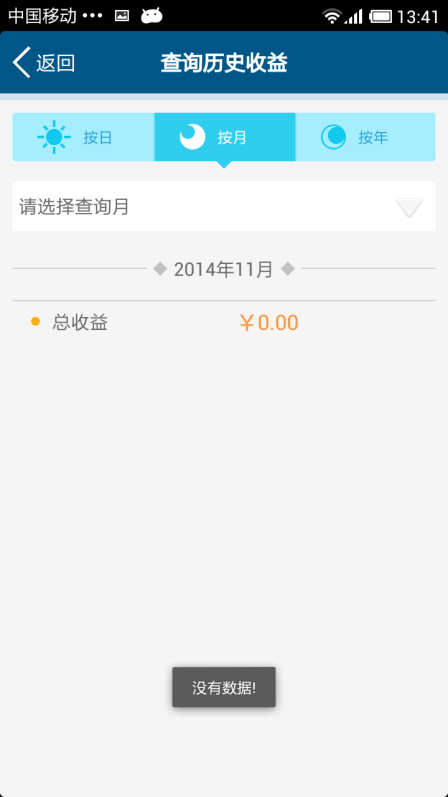 中国移动 ••• 13:41
返回 查询历史收益
按日 按月 按年
请选择查询月
2014年11月
总收益 ￥0.00
没有数据!